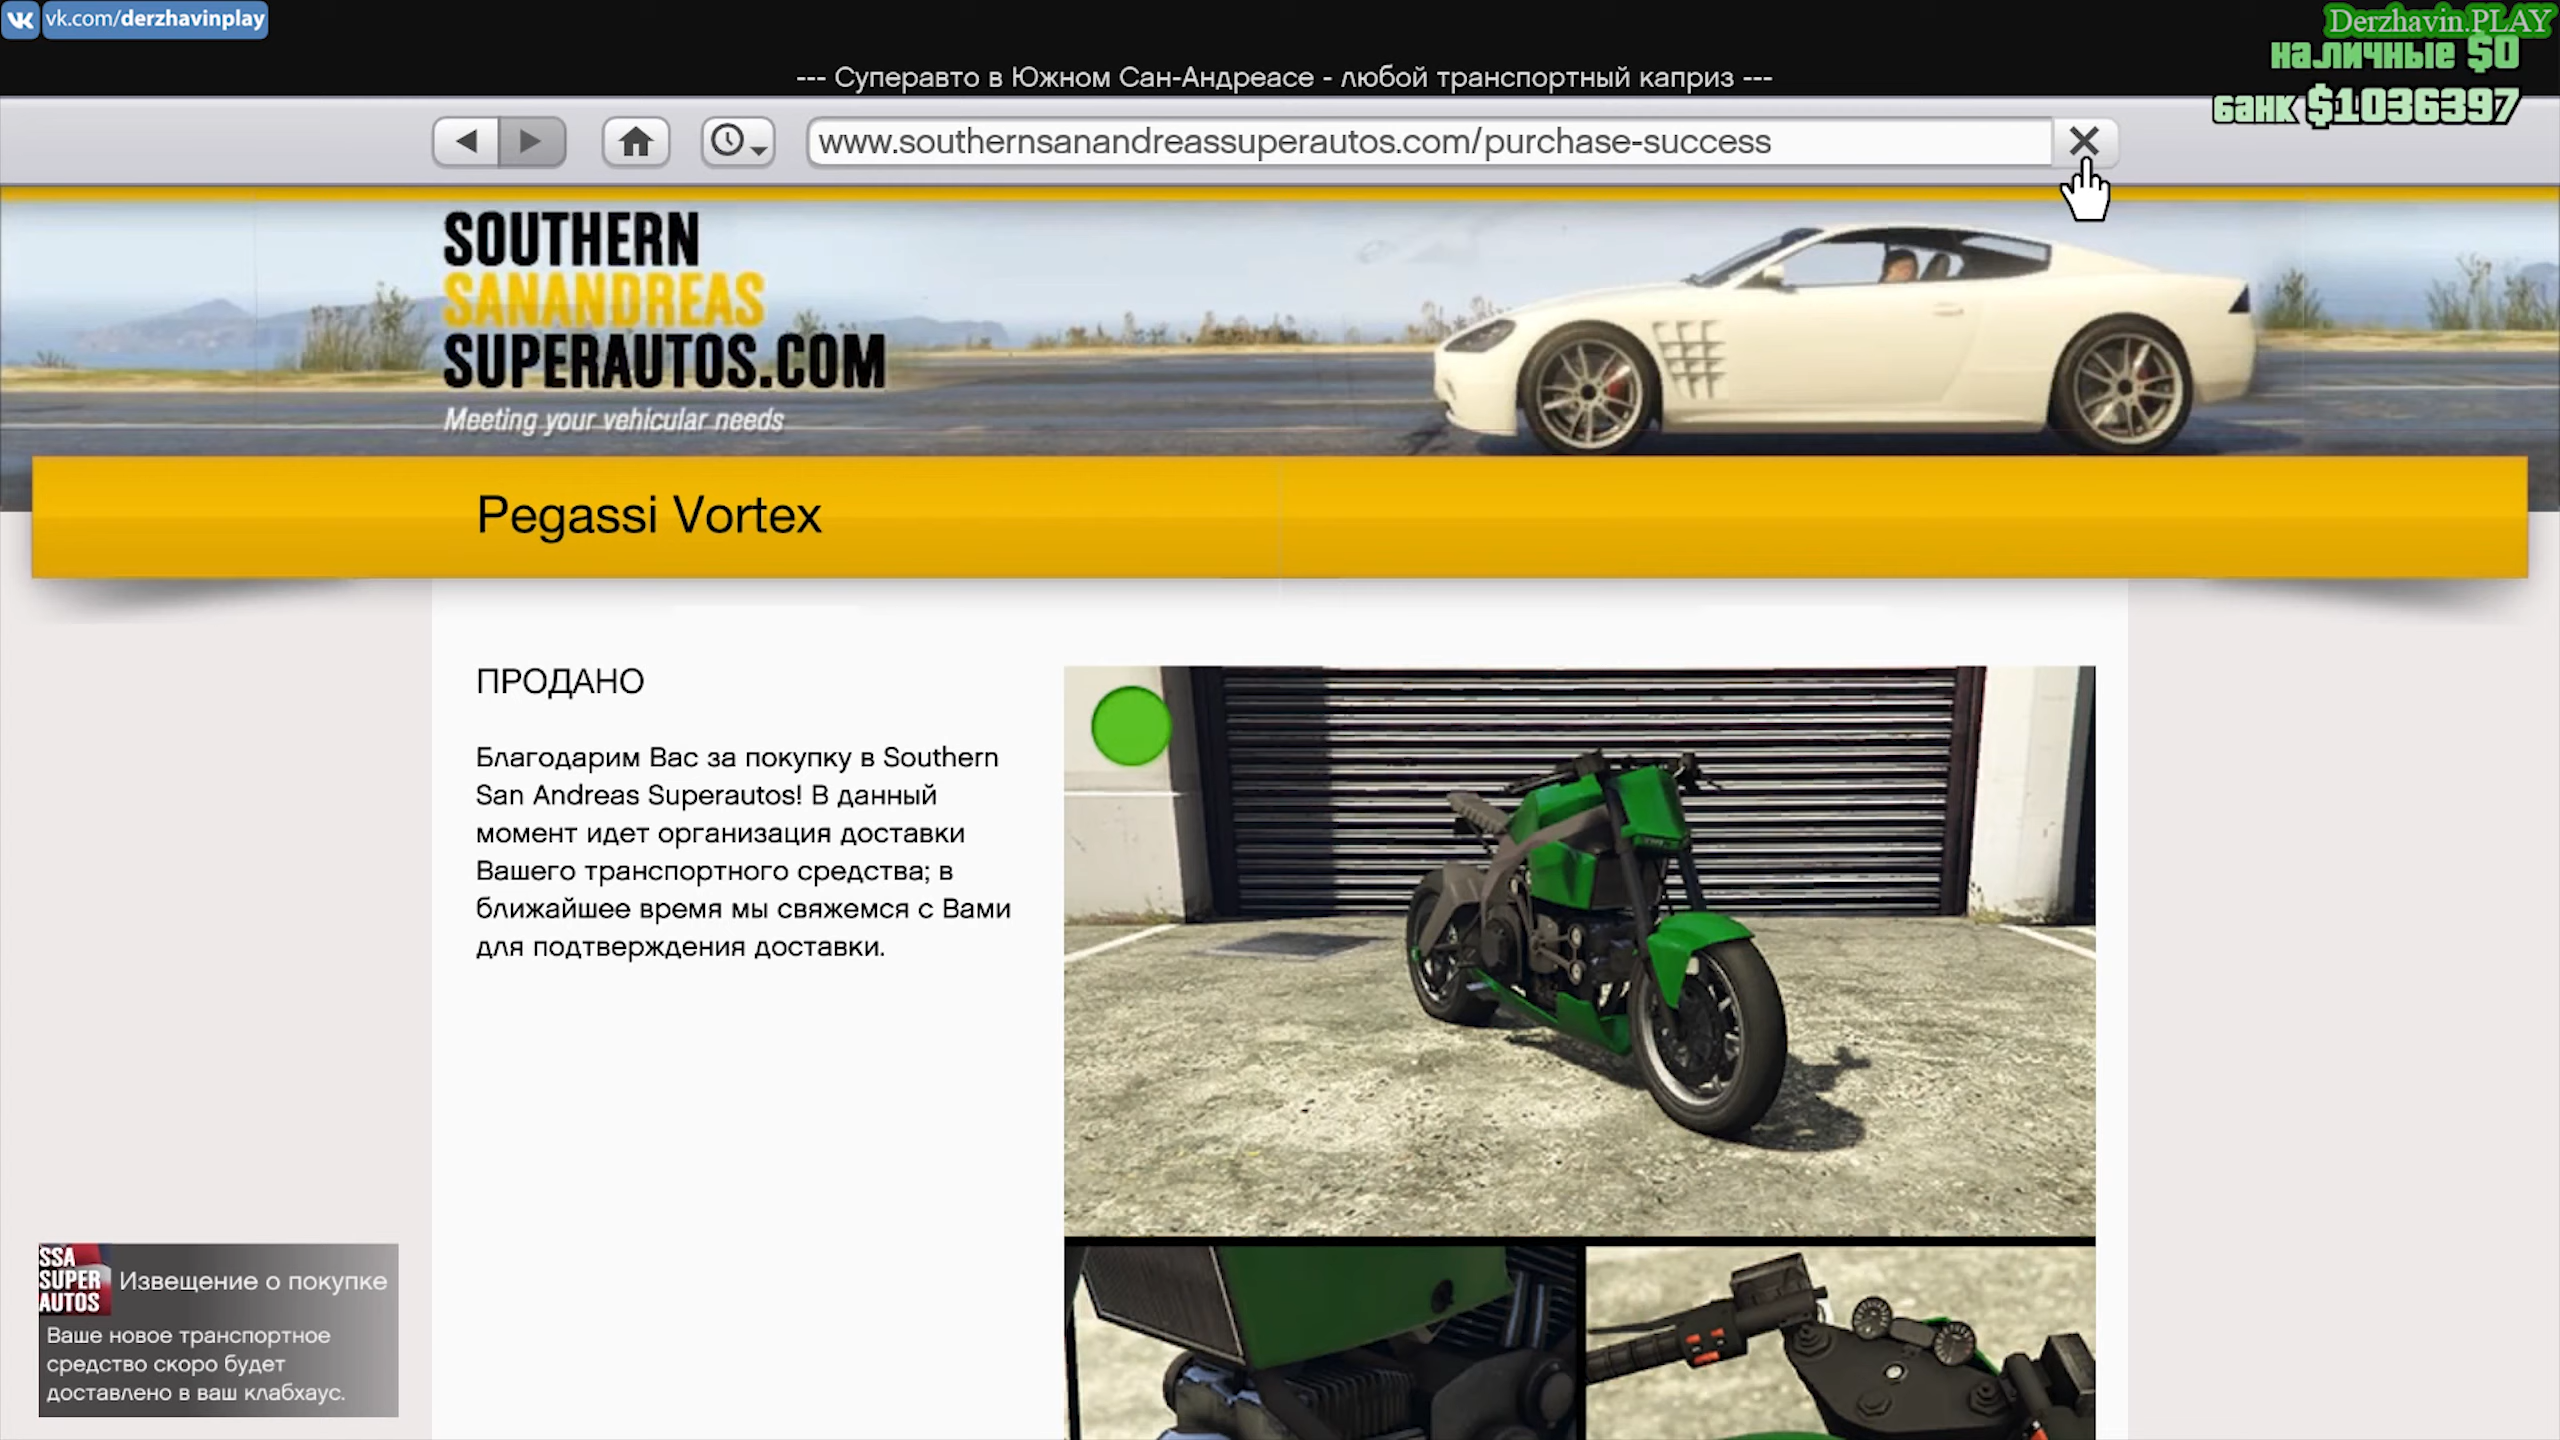 vk.com/derzhavinplay
Derzhavin.PLAY
наличные $0
--- Суперавто в Южном Сан-Андреасе - любой транспортный каприз ---
банк $1036397
www.southernsanandreassuperautos.com/purchase-success
SOUTHERN
SANANDREAS
SUPERAUTOS.COM
Meeting your vehicular needs
Pegassi Vortex
ПРОДАНО
Благодарим Вас за покупку в Southern
San Andreas Superautos! В данный
момент идет организация доставки
Вашего транспортного средства; в
ближайшее время мы свяжемся с Вами
для подтверждения доставки.
SSA
SUPER
AUTOS
Извещение о покупке
Ваше новое транспортное
средство скоро будет
доставлено в ваш клабхаус.